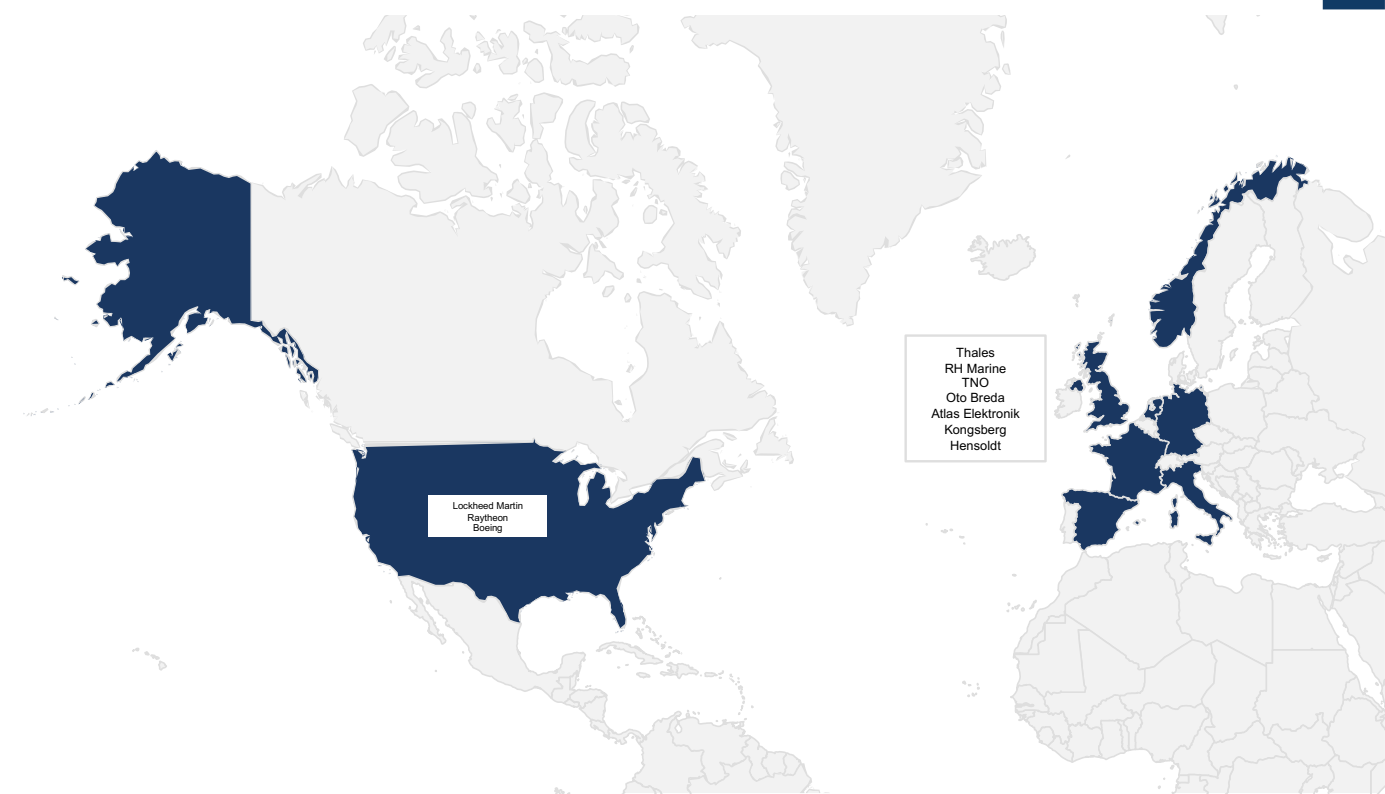 Thales
RH Marine
TNO
Oto Breda
Atlas Elektronik
Kongsberg
Hensoldt
Lockheed Martin
Raytheon
Boeing